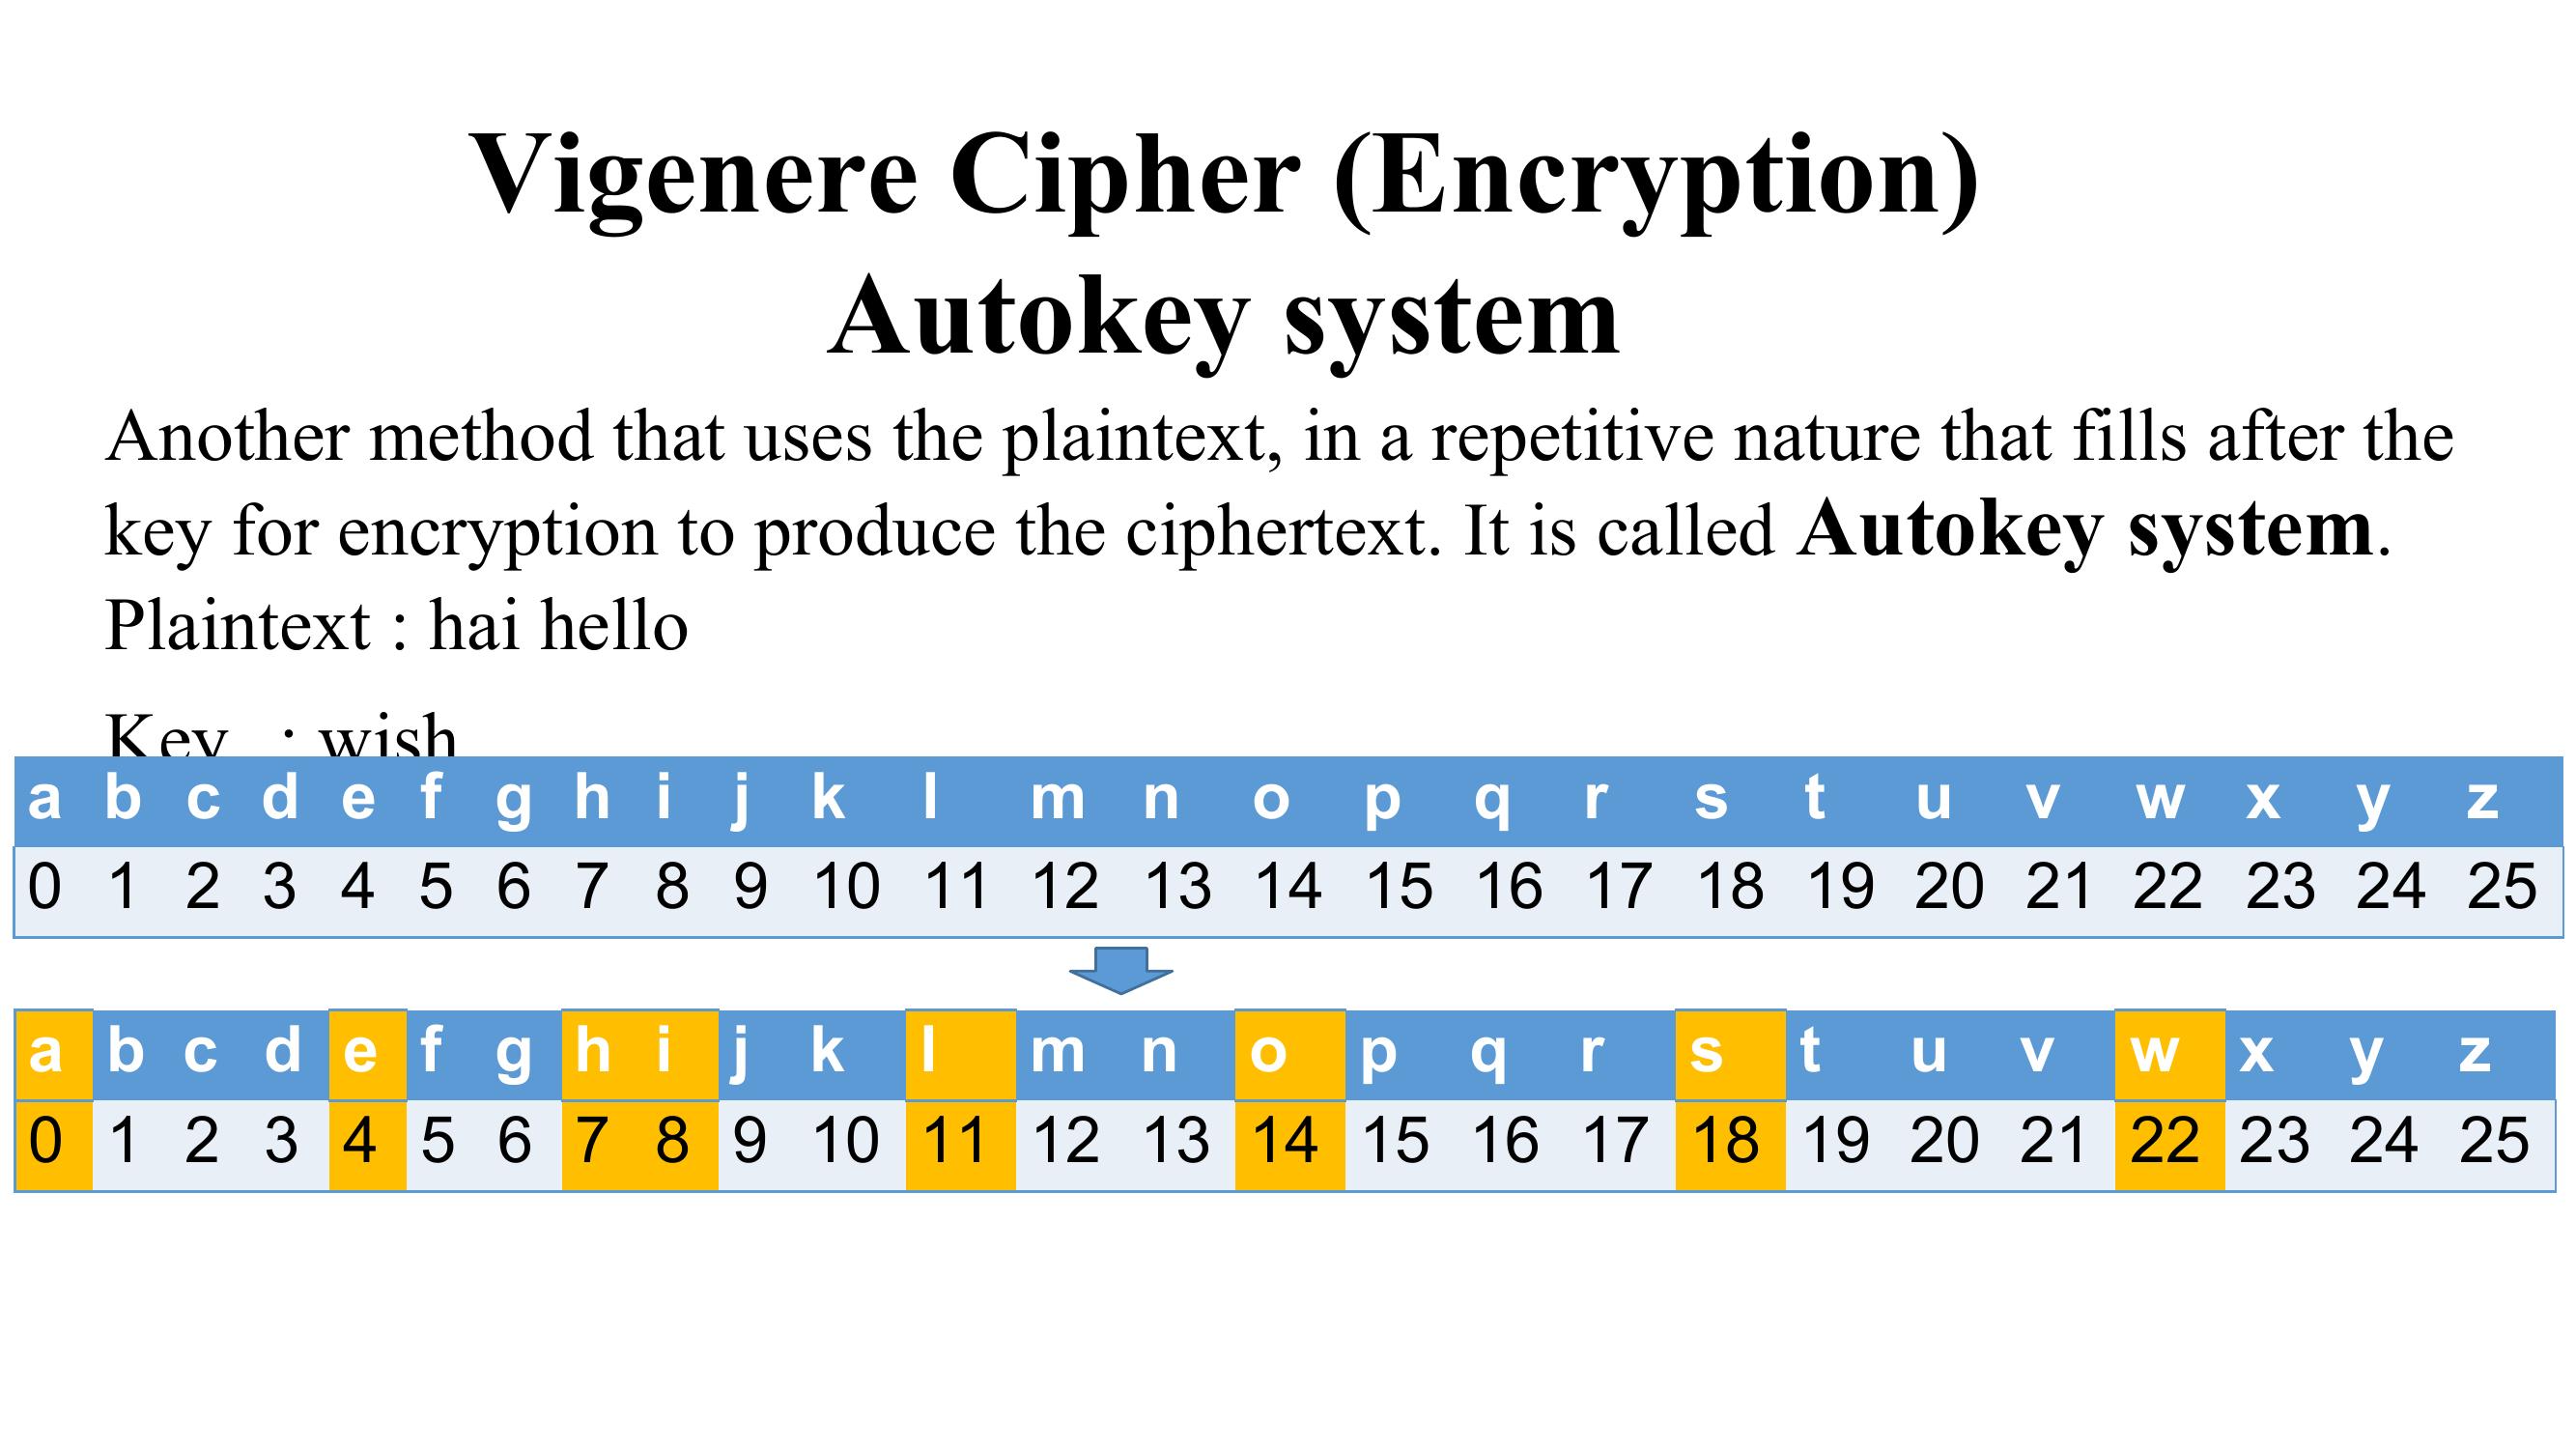 Vigenere Cipher (Encryption)
Autokey system
Another method that uses the plaintext, in a repetitive nature that fills after the
key for encryption to produce the ciphertext. It is called Autokey system.
Plaintext : hai hello
Key : wish
a b c d e f g h i j k l m n o p q r s t u v w x y z
0 1 2 3 4 5 6 7 8 9 10 11 12 13 14 15 16 17 18 19 20 21 22 23 24 25
a b c d e f g h i j k l m n o p q r s t u v w x y z
0 1 2 3 4 5 6 7 8 9 10 11 12 13 14 15 16 17 18 19 20 21 22 23 24 25